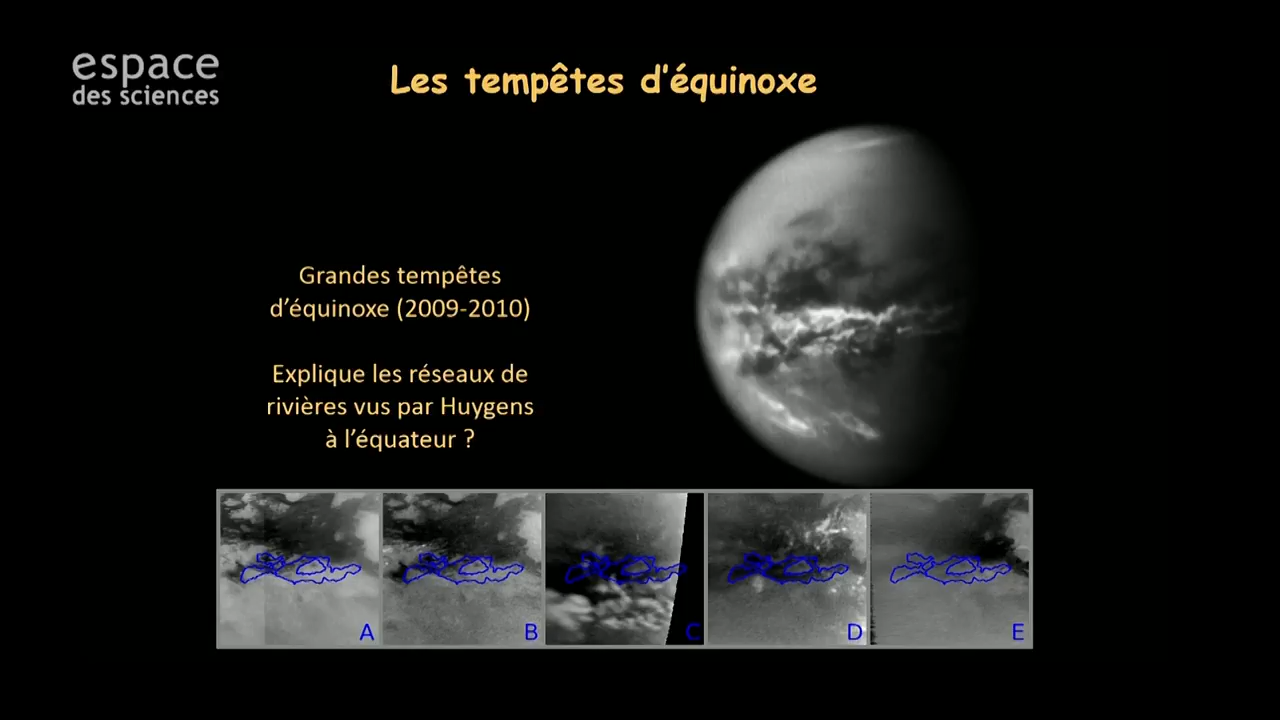 espace
des sciences
Les tempêtes d'équinoxe
Grandes tempêtes
d'équinoxe (2009-2010)
Explique les réseaux de
rivières vus par Huygens
à l'équateur ?
A
B
C
D
E